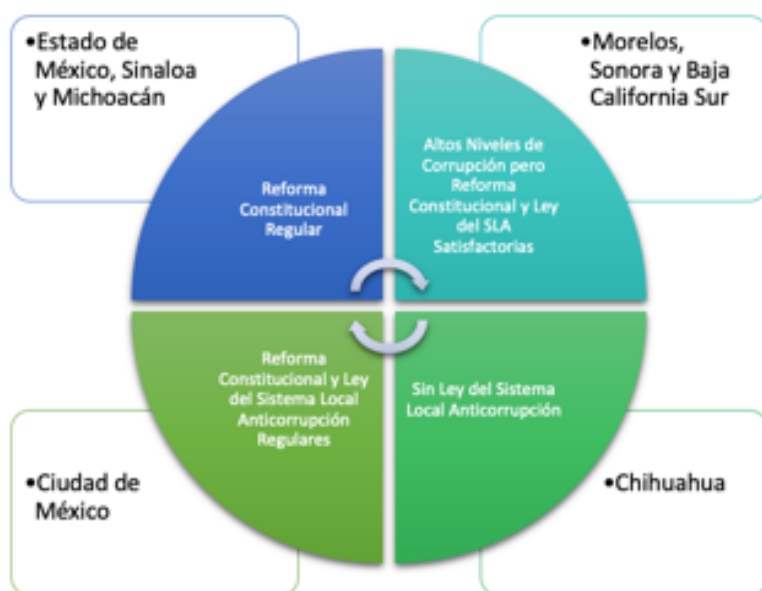 •Estado de
México, Sinaloa
y Michoacán
•Morelos,
Sonora y Baja
California Sur
Reforma
Constitucional
Regular
Altos Niveles de
Corrupción pero
Reforma
Constitucional y Ley
del SLA
Satisfactorias
Reforma
Constitucional y Ley
del Sistema Local
Anticorrupción
Regulares
Sin Ley del Sistema
Local Anticorrupción
•Ciudad de
México
•Chihuahua